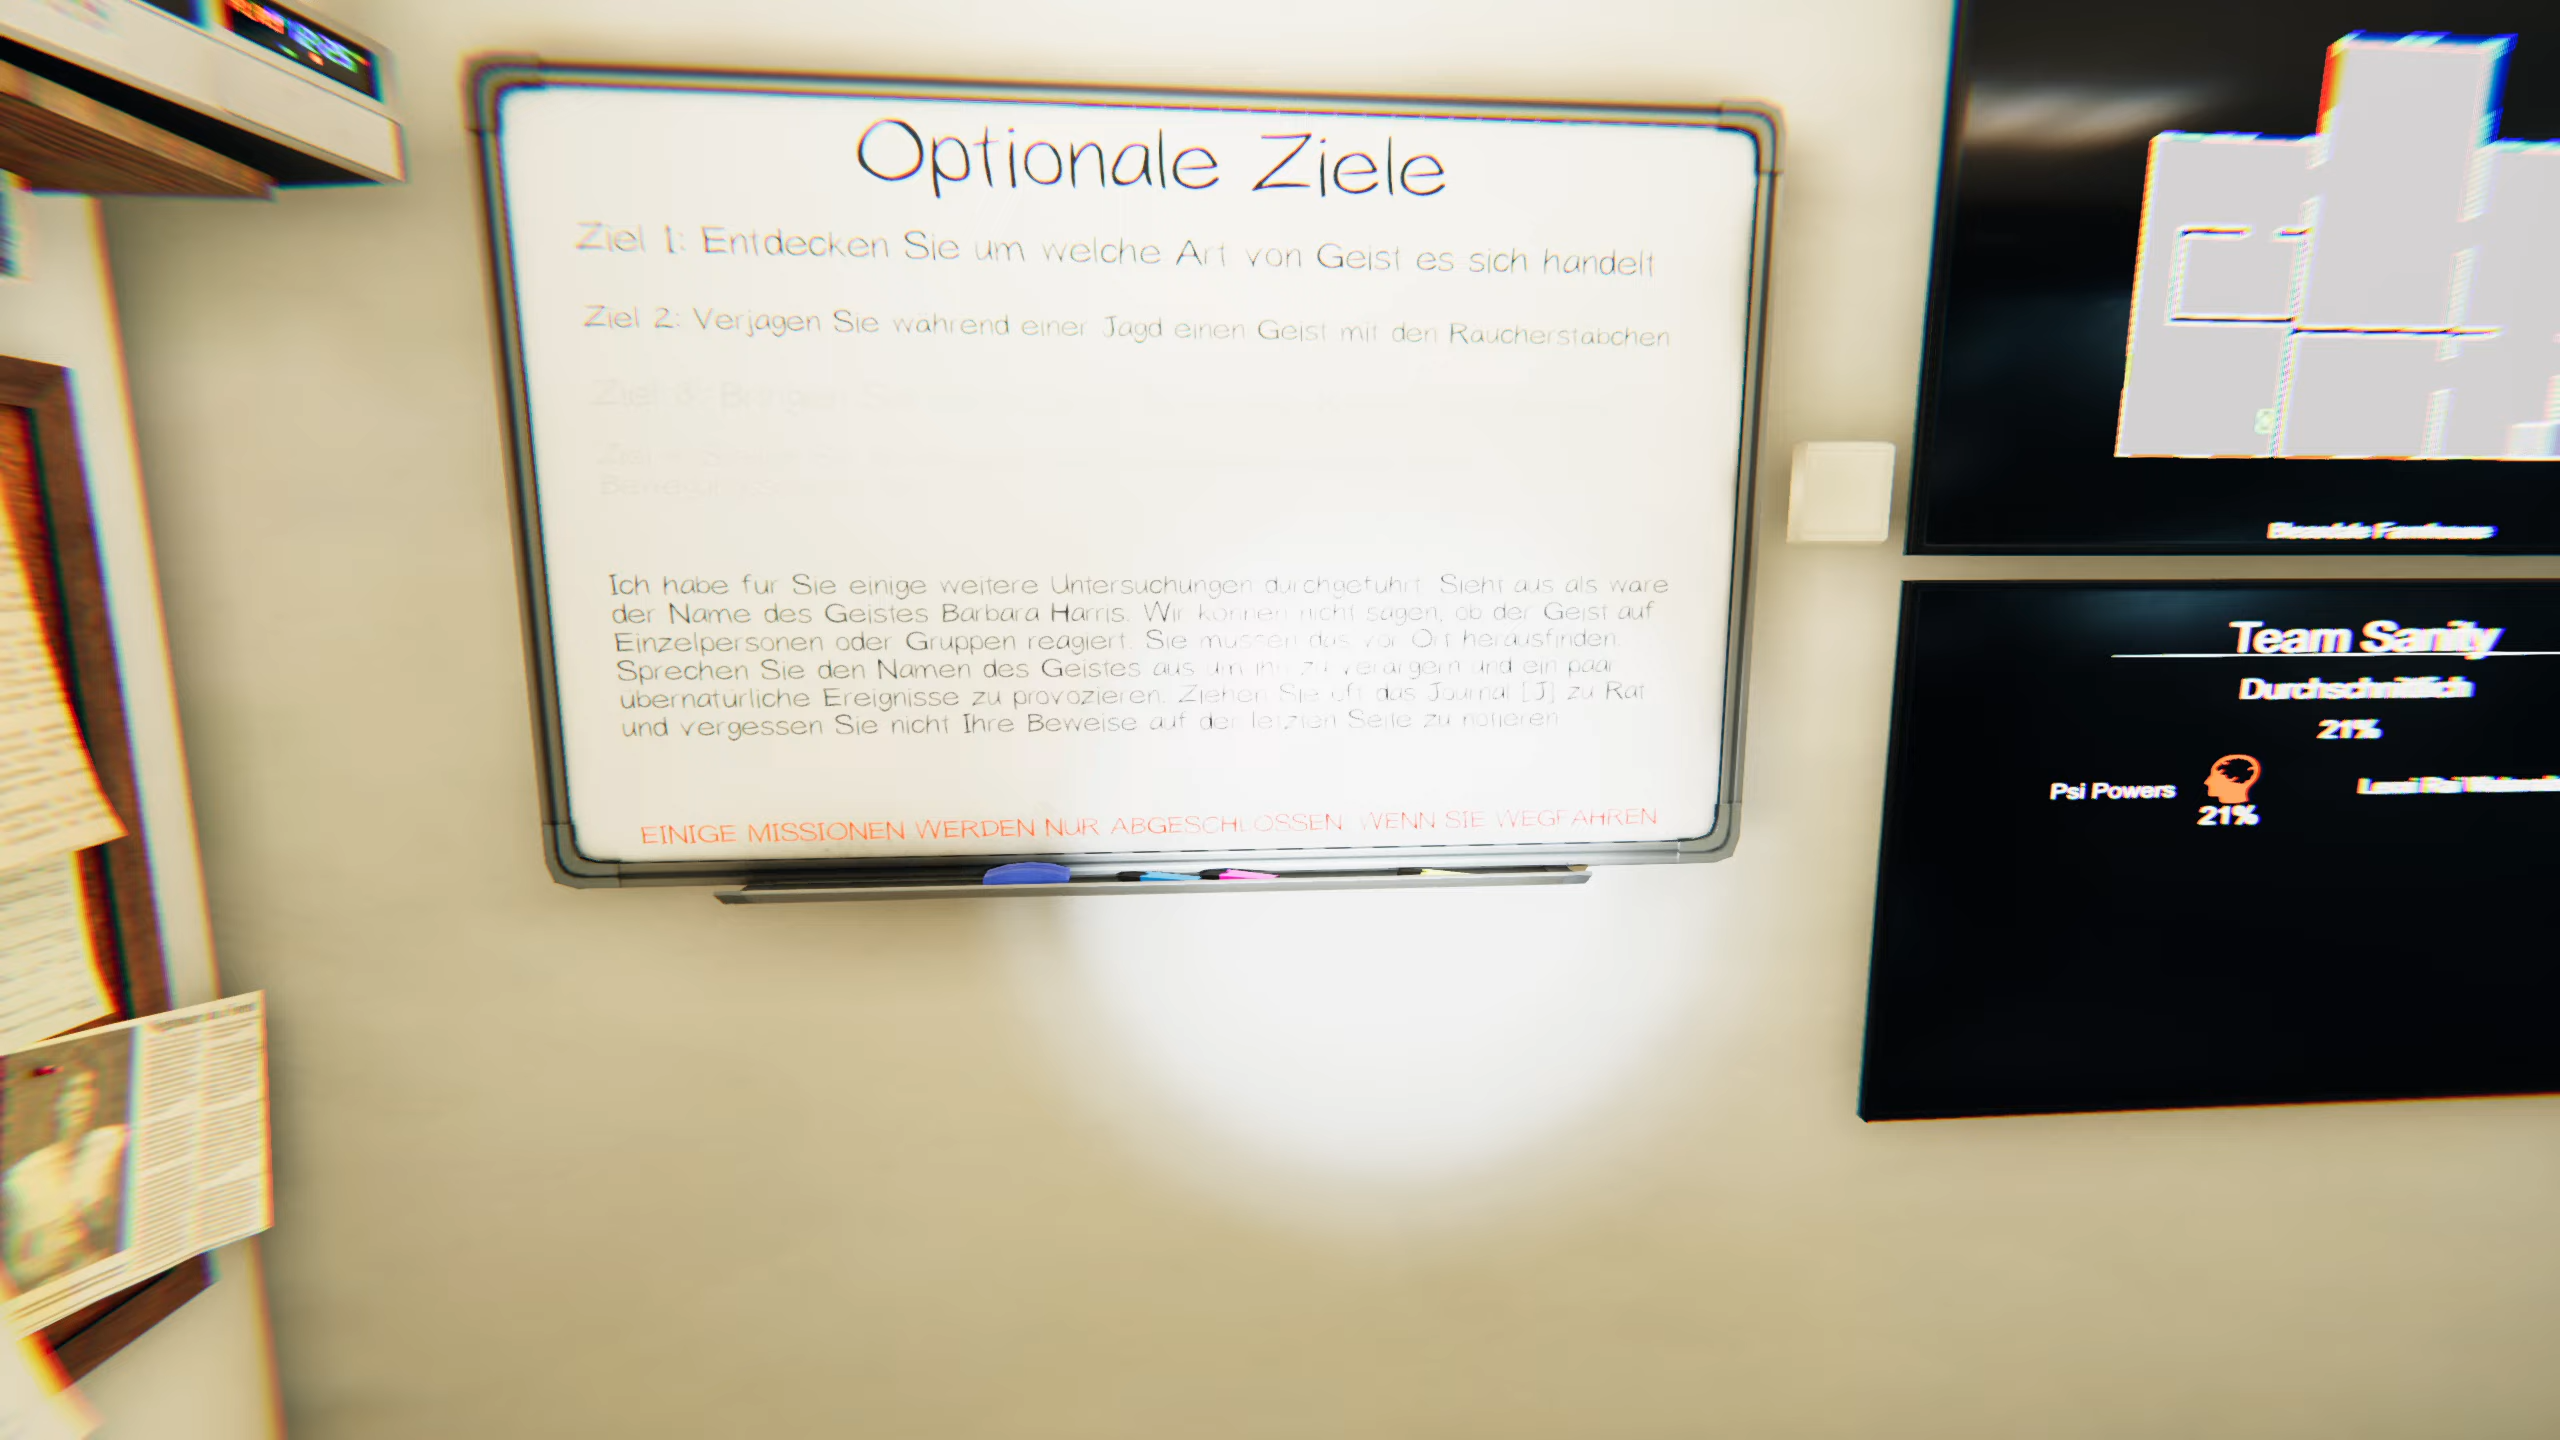 Optionale Ziele
Ziel 1: Entdecken Sie um welche Art von Geist es sich handelt
Ziel 2: Verjagen Sie während einer Jagd einen Geist mit den Räucherstäbchen
Ziel 3: Bringen Sie
Ich habe für Sie einige weitere Untersuchungen durchgeführt. Sieht aus als wäre
der Name des Geistes Barbara Harris. Wir können nicht sagen, ob der Geist auf
Einzelpersonen oder Gruppen reagiert. Sie müssen das vor Ort herausfinden.
Sprechen Sie den Namen des Geistes aus um ihn zu verärgern und ein paar
übernatürliche Ereignisse zu provozieren. Ziehen Sie oft das Journal [J] zu Rat
und vergessen Sie nicht Ihre Beweise auf der letzten Seite zu notieren
EINIGE MISSIONEN WERDEN NUR ABGESCHLOSSEN, WENN SIE WEGFAHREN
Bleasdale Farmhouse
Team Sanity
Durchschnittlich
21%
Psi Powers
21%